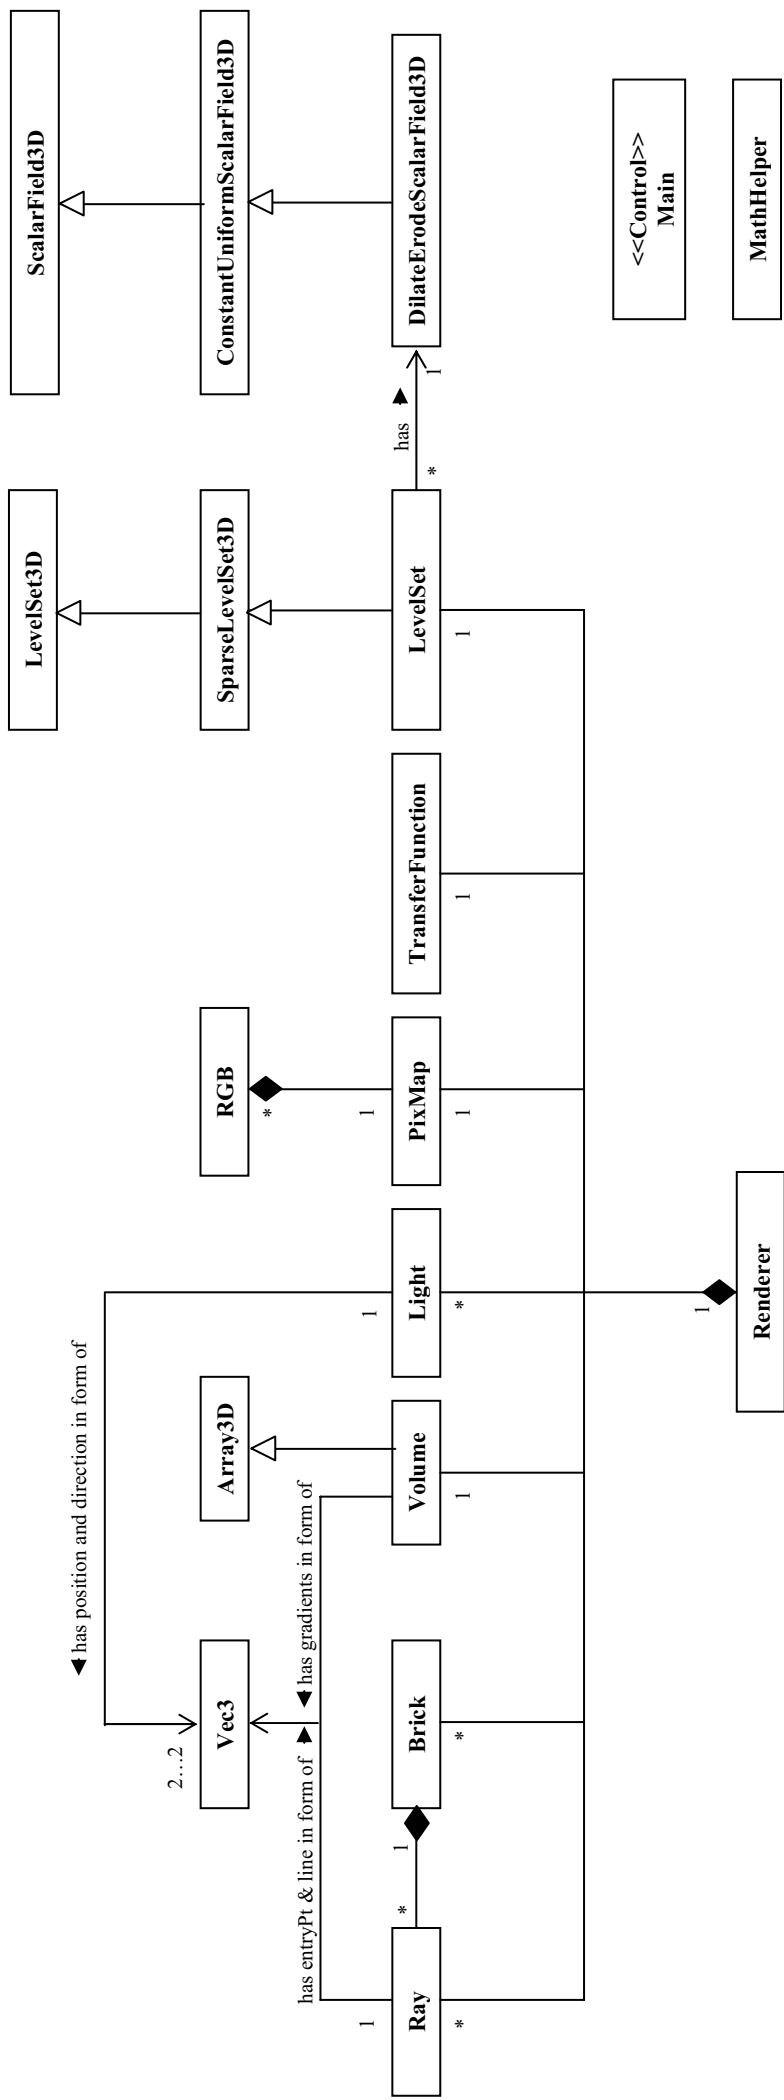 has position and direction in form of
LevelSet3D
ScalarField3D
2...2
Vec3
Array3D
RGB
SparseLevelSet3D
ConstantUniformScalarField3D
*
has entryPt & line in form of
has gradients in form of
1
1
1
has
Ray
*
1
Brick
Volume
Light
PixMap
TransferFunction
LevelSet
*
1
DilateErodeScalarField3D
*
*
1
*
1
1
1
<<Control>>
Main
1
Renderer
MathHelper